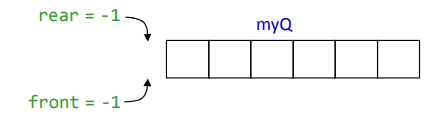 rear = -1
myQ
front = -1